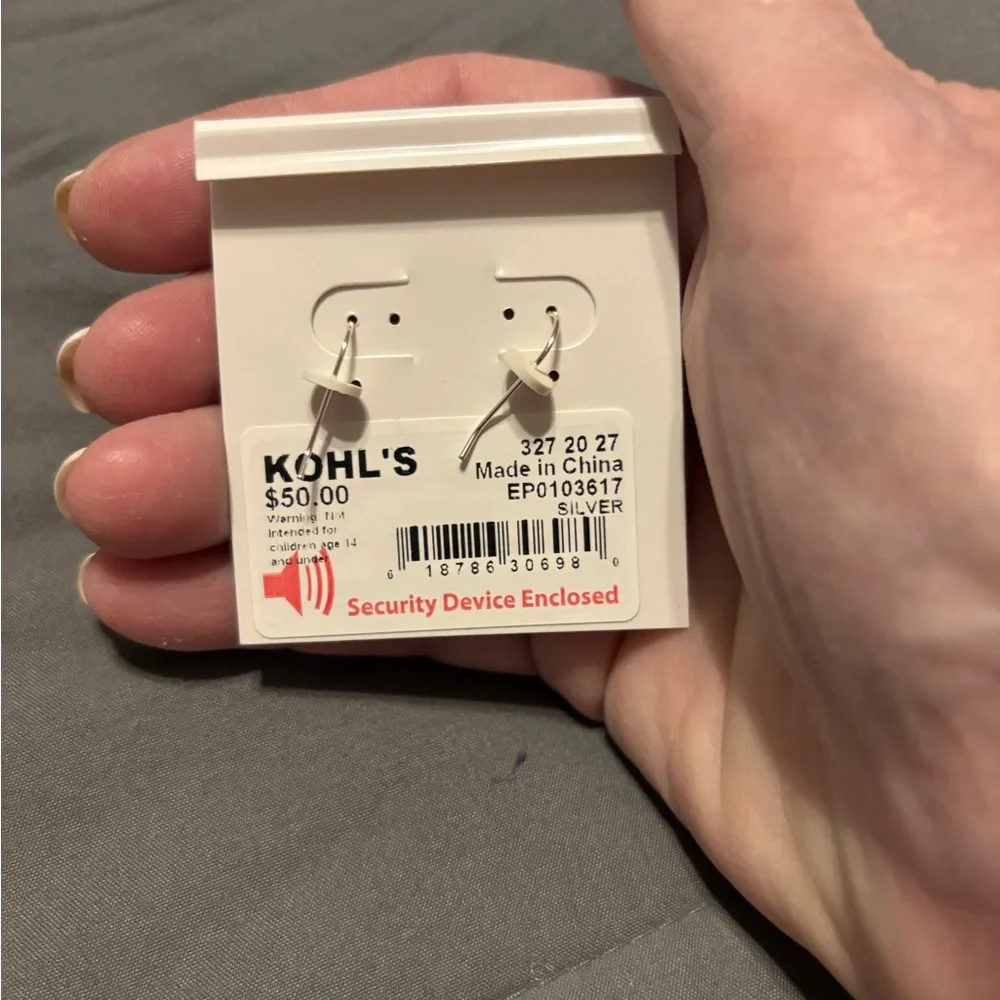 KOHL'S
$50.00
Warning: Not
intended for
children age 14
and under
327 20 27
Made in China
EP0103617
SILVER
6 18786 30698 0
Security Device Enclosed